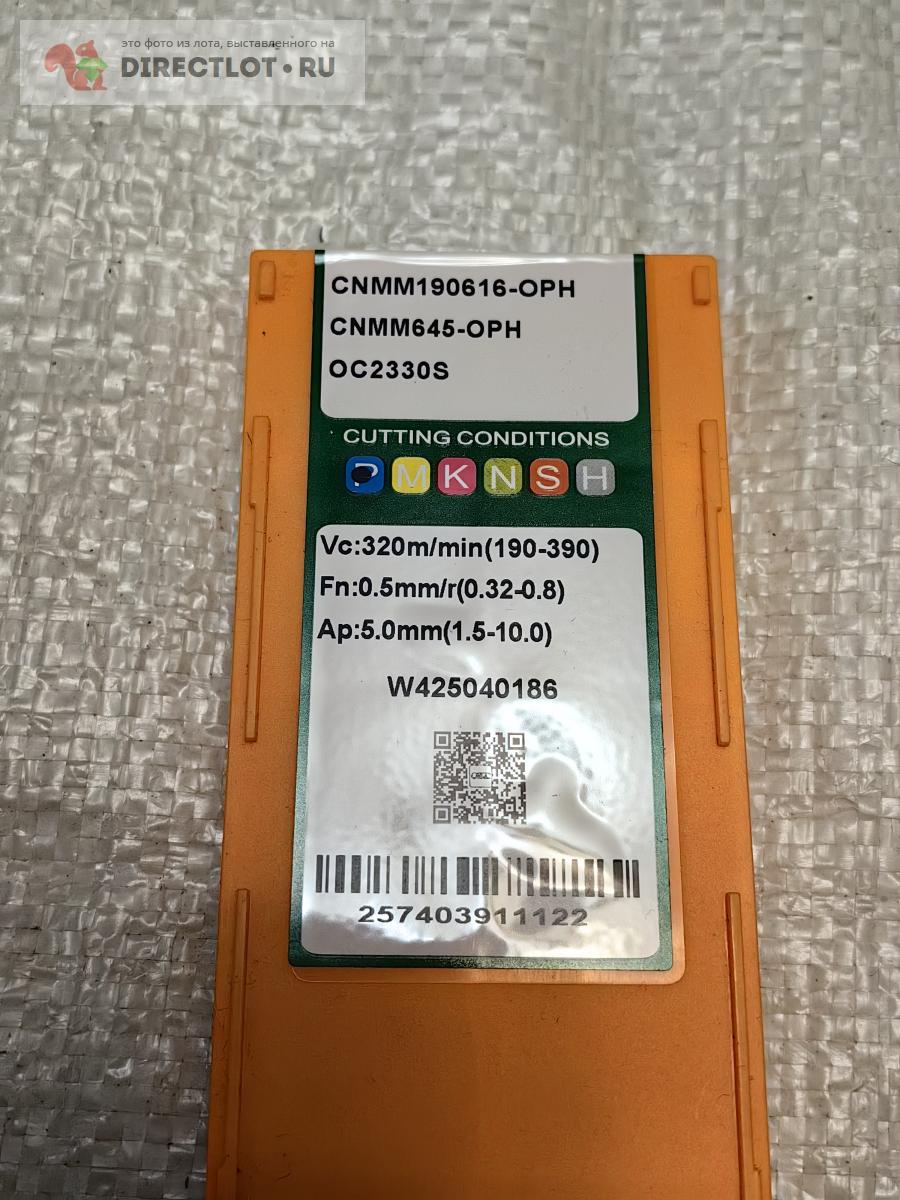 это фото из лота, выставленного на
DIRECTLOT•RU
CNMM190616-OPH
CNMM645-OPH
OC2330S
CUTTING CONDITIONS
P M K N S H
Vc:320m/min(190-390)
Fn:0.5mm/r(0.32-0.8)
Ap:5.0mm(1.5-10.0)
W425040186
257403911122